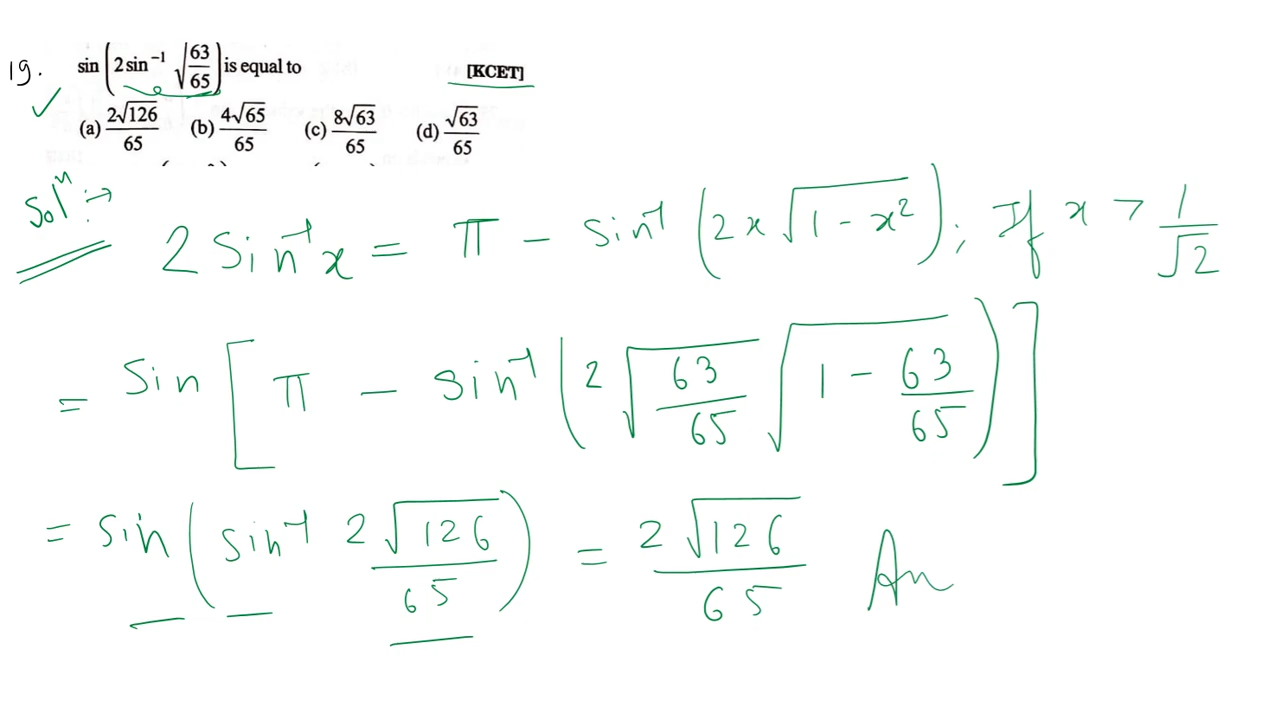 19. sin (2 sin⁻¹ √(63/65)) is equal to [KCET]
✓ (a) 2√126/65 (b) 4√65/65 (c) 8√63/65 (d) √63/65
Solⁿ :→
2 Sin⁻¹x = π − sin⁻¹ (2x √(1 − x²)); If x > 1/√2
= Sin [π − sin⁻¹ (2 √(63/65) √(1 − 63/65))]
= Sin (sin⁻¹ 2√126/65) = 2√126/65 An